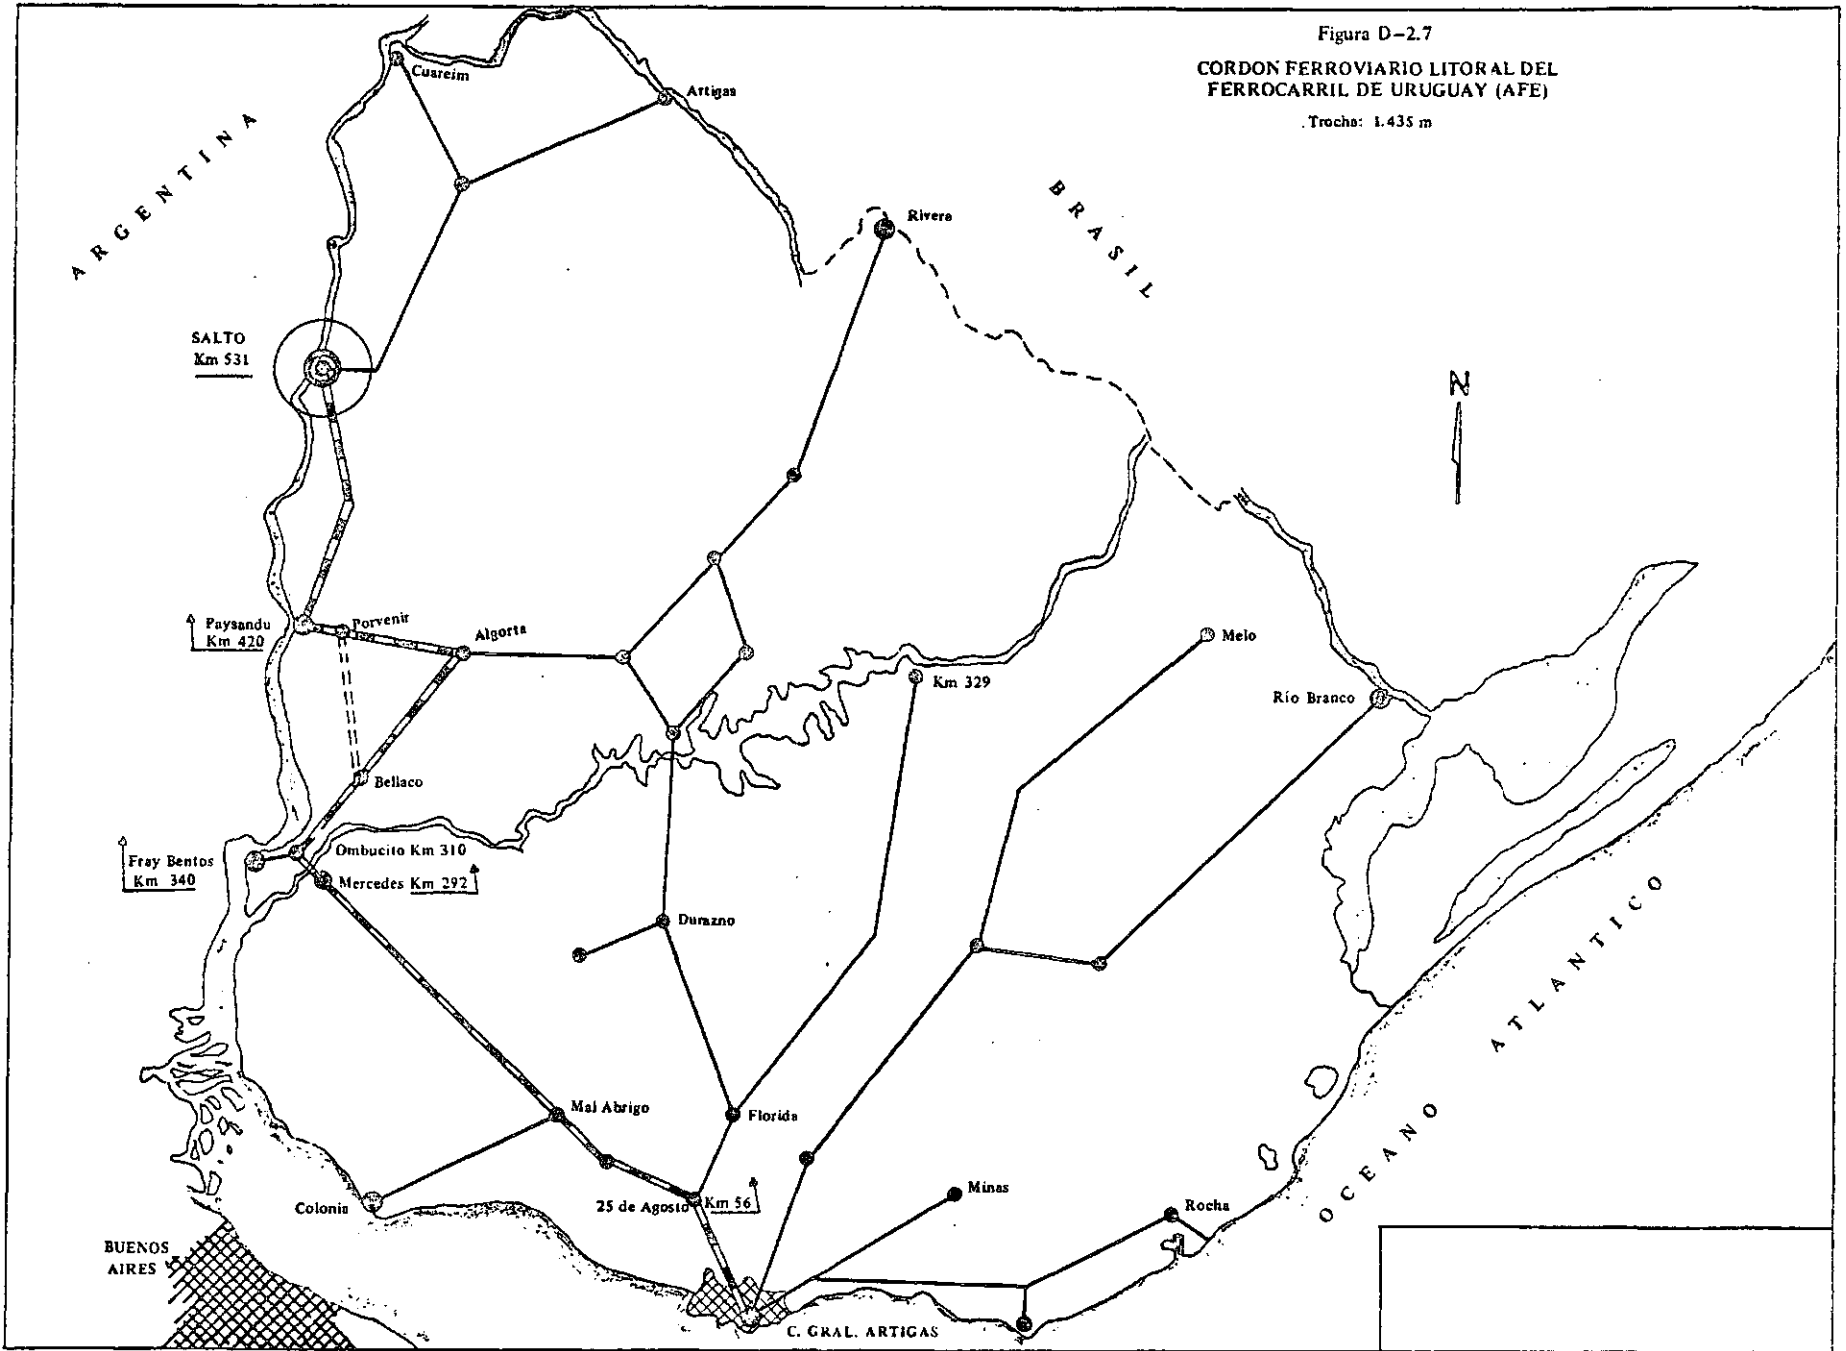 Figura D-2.7
CORDON FERROVIARIO LITORAL DEL
FERROCARRIL DE URUGUAY (AFE)
Trocha: 1.435 m
Cuareim
Artigas
ARGENTINA
BRASIL
Rivera
SALTO
Km 531
N
Paysandu
Km 420
Porvenir
Algorta
Melo
Km 329
Río Branco
Bellaco
Ombucito Km 310
Fray Bentos
Km 340
Mercedes Km 292
Durazno
OCEANO ATLANTICO
Mal Abrigo
Florida
Minas
Colonia
25 de Agosto Km 56
Rocha
BUENOS
AIRES
C. GRAL. ARTIGAS